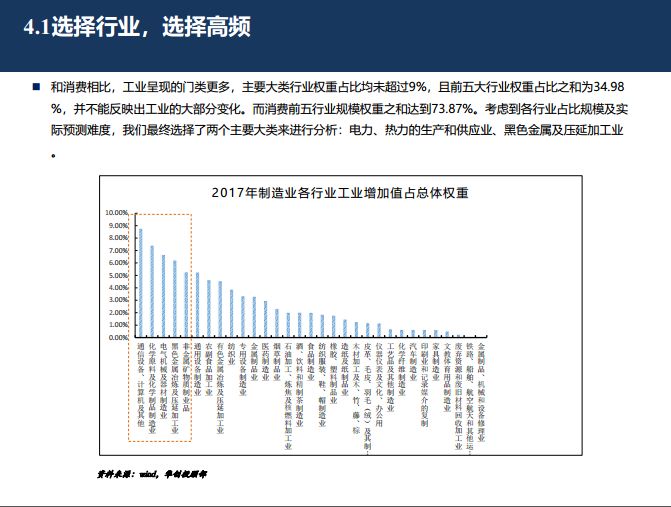 4.1选择行业，选择高频
和消费相比，工业呈现的门类更多，主要大类行业权重占比均未超过9%，且前五大行业权重占比之和为34.98
%，并不能反映出工业的大部分变化。而消费前五行业规模权重之和达到73.87%。考虑到各行业占比规模及实
际预测难度，我们最终选择了两个主要大类来进行分析：电力、热力的生产和供应业、黑色金属及压延加工业
。
2017年制造业各行业工业增加值占总体权重
10.00%
9.00%
8.00%
7.00%
6.00%
5.00%
4.00%
3.00%
2.00%
1.00%
0.00%
通信设备、计算机及其他
化学原料及化学制品制造业
电气机械及器材制造业
黑色金属冶炼及压延加工业
非金属矿物质制业品
通用设备制造业
农副食品加工业
有色金属冶炼及压延加工业
纺织业
专用设备制造业
金属制品业
医药制造业
烟草制品业
石油加工、炼焦及核燃料加工业
酒、饮料和精制茶制造业
食品制造业
纺织服装、鞋、帽制造业
橡胶、塑料制品业
造纸及纸制品业
木材加工及木、竹、藤、棕
皮革、毛皮、羽毛（绒）及其制…
仪器仪表及文化、办公用
工艺品及其他制造业
化学纤维制造业
汽车制造业
印刷业和记录媒介的复制
家具制造业
文教体育用品制造业
废弃资源和废旧材料回收加工业
铁路、船舶、航空航天和其他运…
金属制品、机械和设备修理业
资料来源：wind，华创投顾部